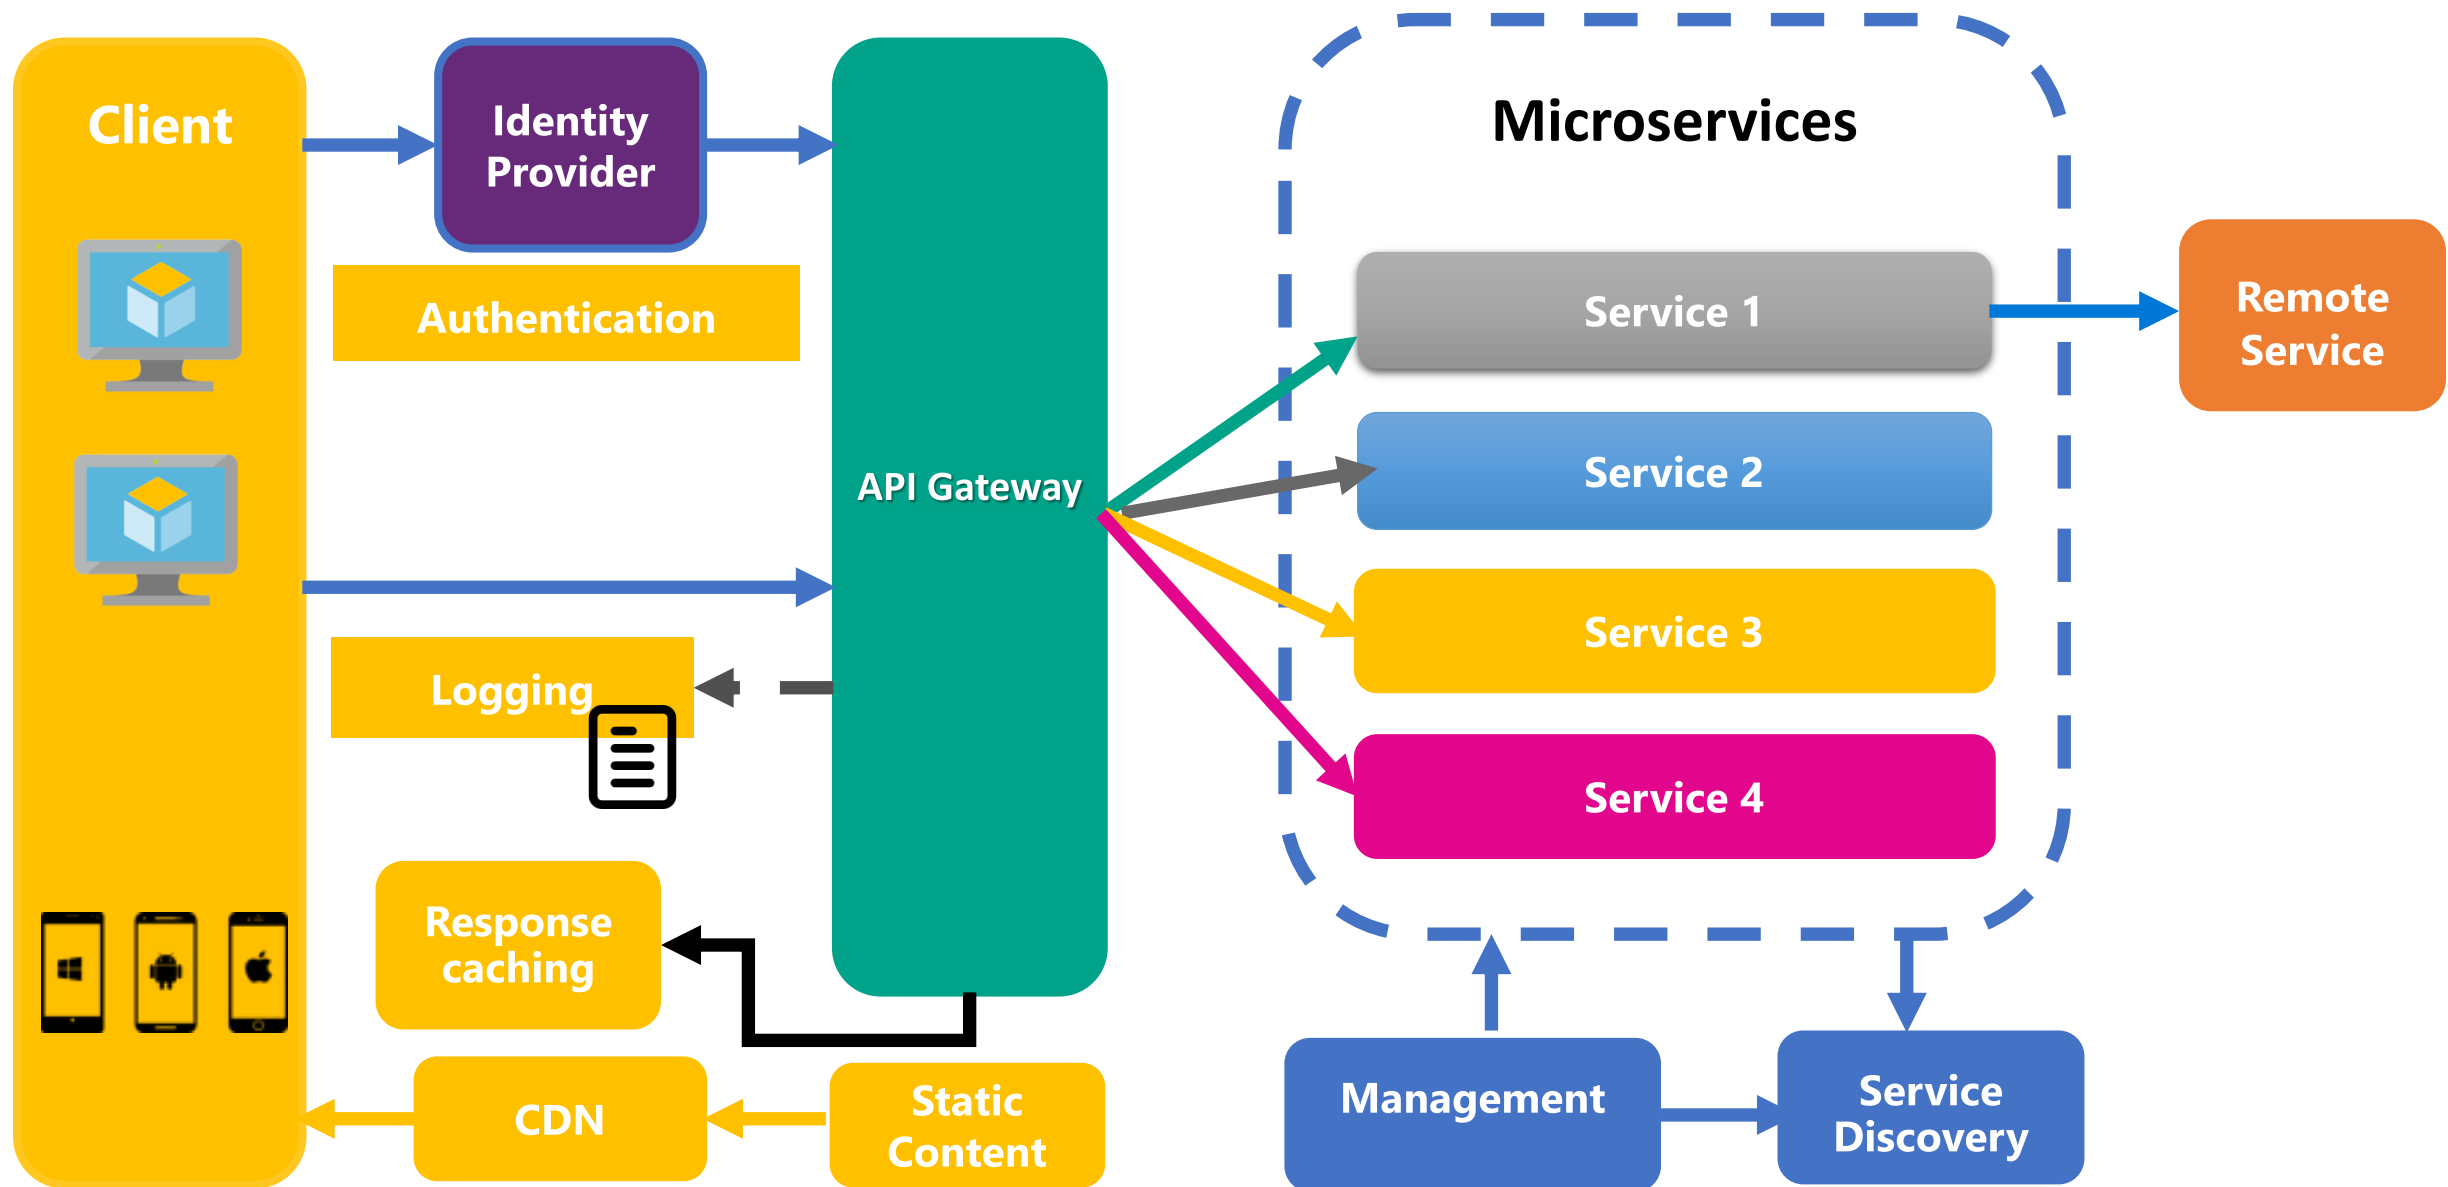 Client
Identity
Provider
Authentication
API Gateway
Logging
Response
caching
CDN
Static
Content
Microservices
Service 1
Service 2
Service 3
Service 4
Remote
Service
Management
Service
Discovery